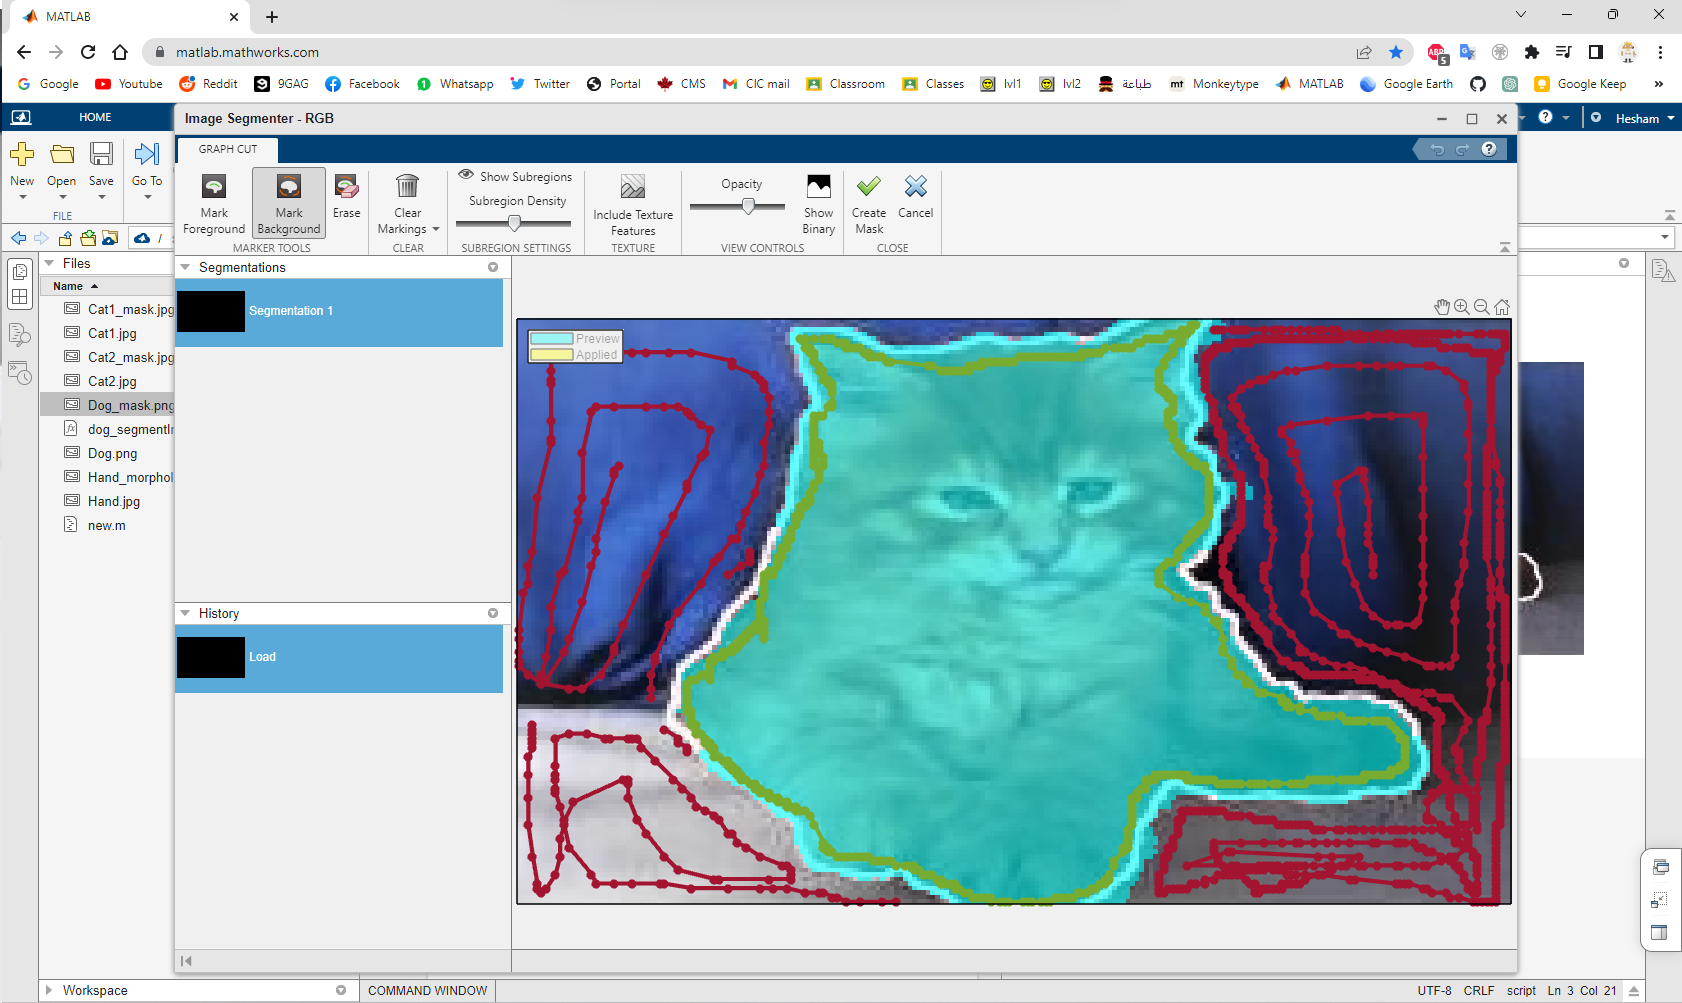 MATLAB
matlab.mathworks.com
ABP
5
Google
Youtube
Reddit
9GAG
Facebook
Whatsapp
Twitter
Portal
CMS
CIC mail
Classroom
Classes
lvl1
lvl2
طباعة
mt Monkeytype
MATLAB
Google Earth
Google Keep
»
HOME
Image Segmenter - RGB
Hesham
GRAPH CUT
New
Open
Save
Go To
FILE
Mark
Foreground
Mark
Background
Erase
MARKER TOOLS
Clear
Markings
CLEAR
Show Subregions
Subregion Density
SUBREGION SETTINGS
Include Texture
Features
TEXTURE
Opacity
Show
Binary
VIEW CONTROLS
Create
Mask
Cancel
CLOSE
/
Files
Name
Cat1_mask.jpg
Cat1.jpg
Cat2_mask.jpg
Cat2.jpg
Dog_mask.png
dog_segmentIr
Dog.png
Hand_morphol
Hand.jpg
new.m
Segmentations
Segmentation 1
Preview
Applied
History
Load
Workspace
COMMAND WINDOW
UTF-8 CRLF script Ln 3 Col 21